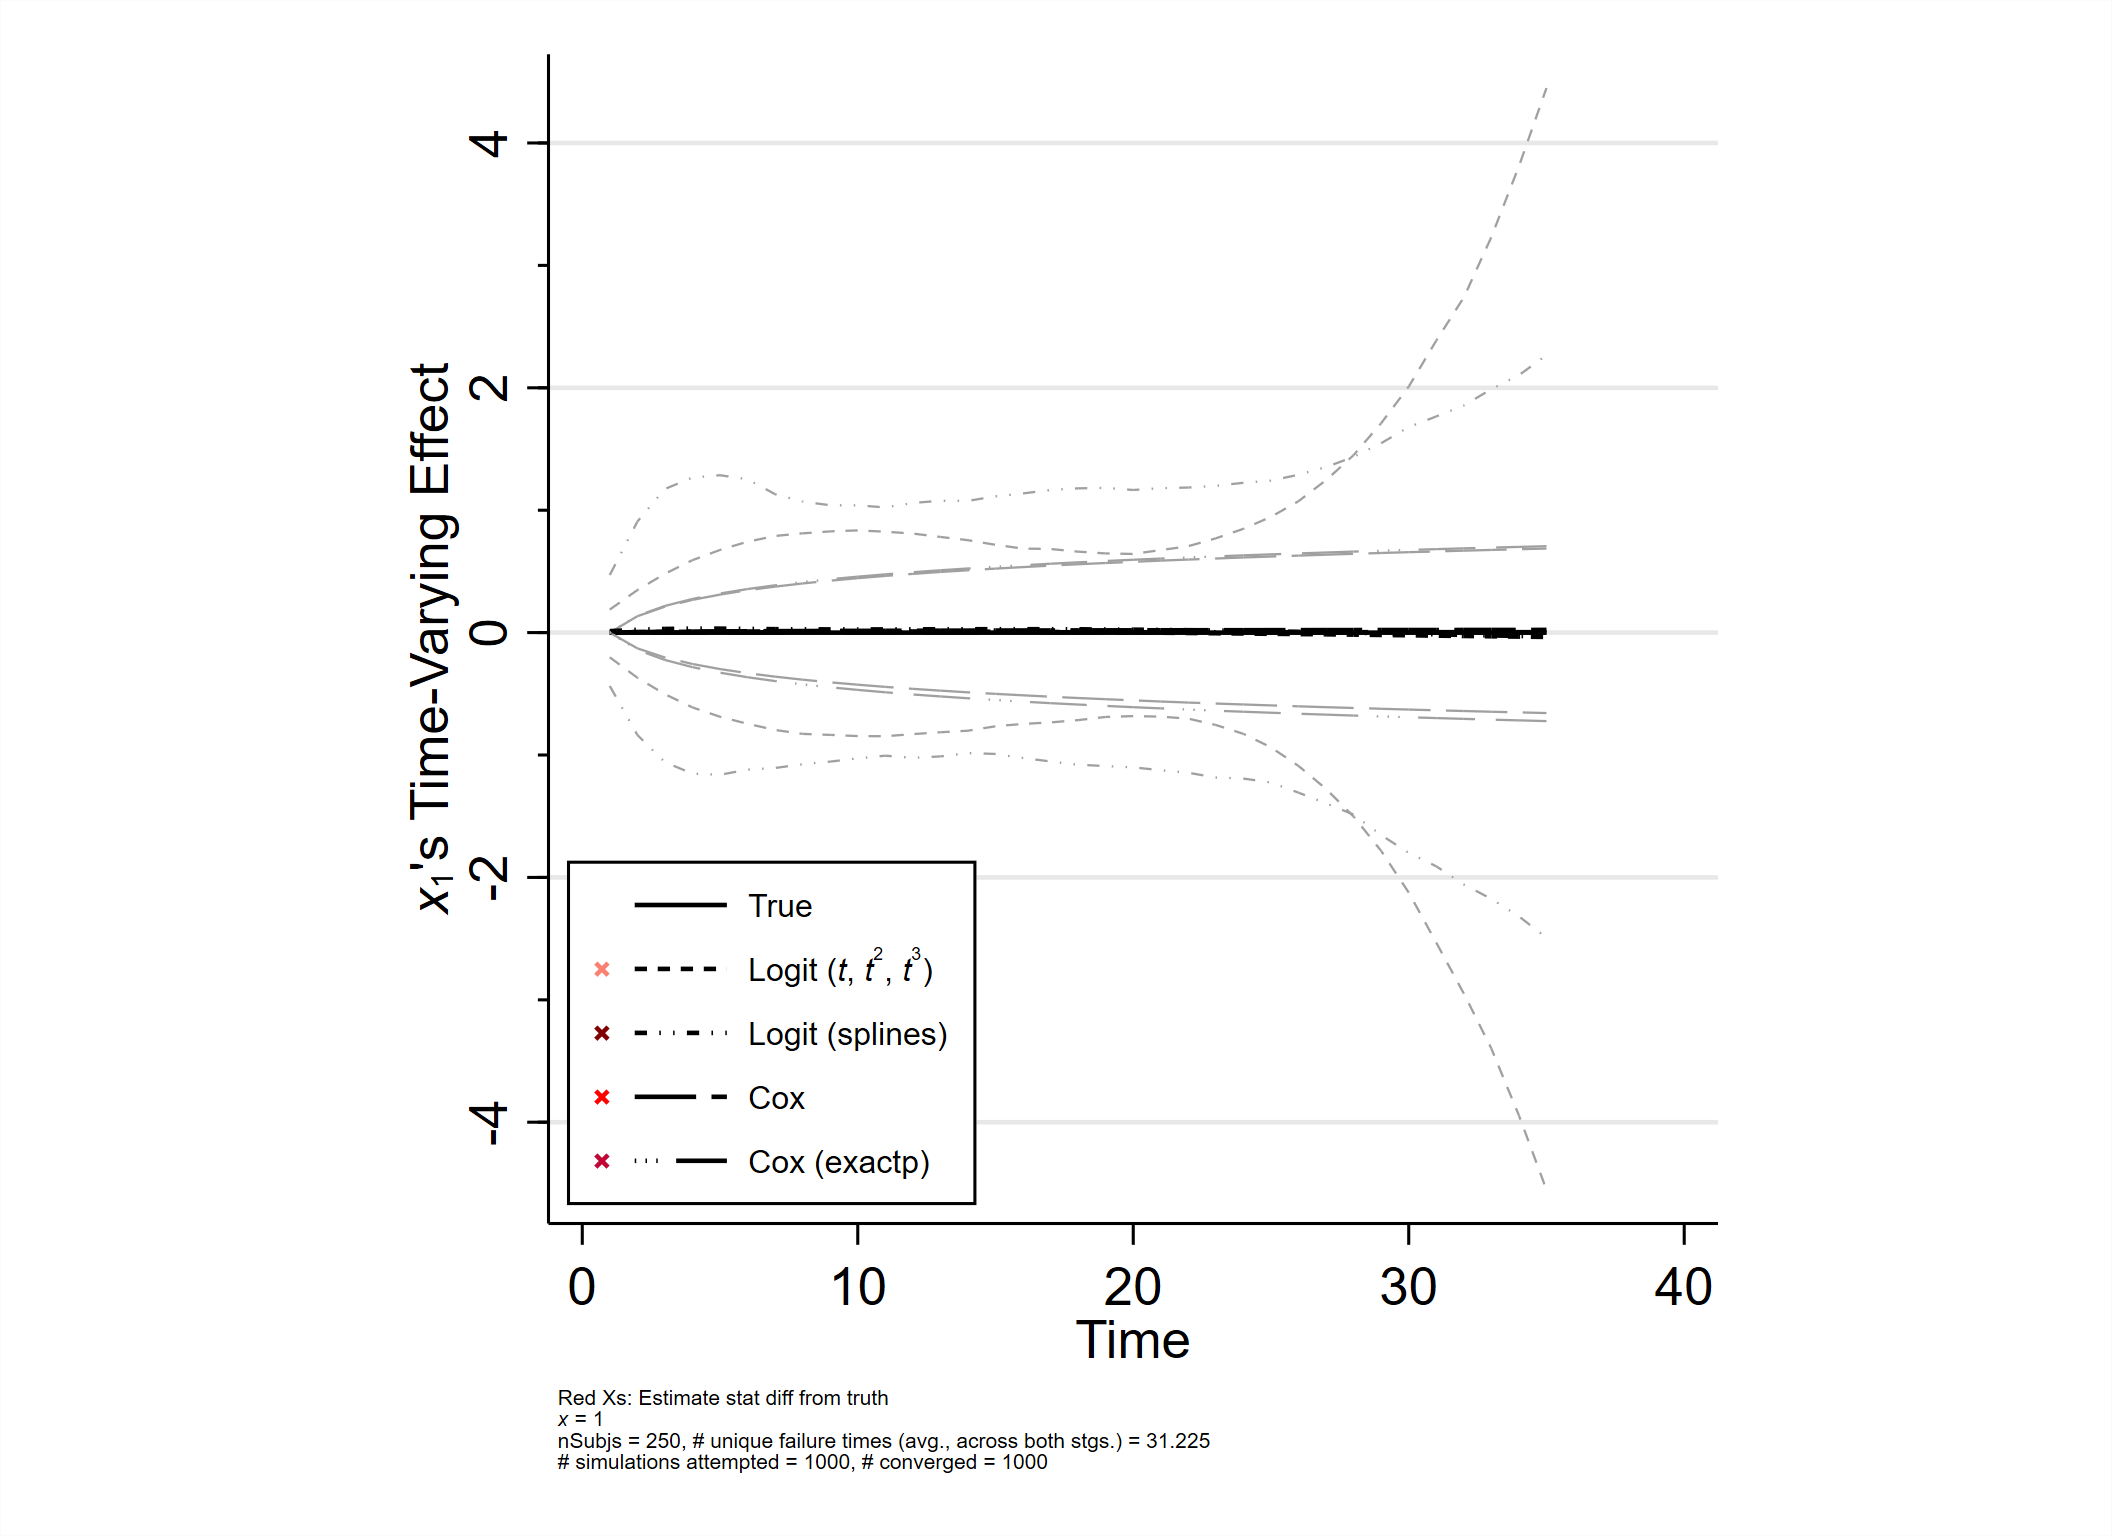 4
2
0
-2
-4
x₁'s Time-Varying Effect
True
Logit (t, t², t³)
Logit (splines)
Cox
Cox (exactp)
0 10 20 30 40
Time
Red Xs: Estimate stat diff from truth
x = 1
nSubjs = 250, # unique failure times (avg., across both stgs.) = 31.225
# simulations attempted = 1000, # converged = 1000